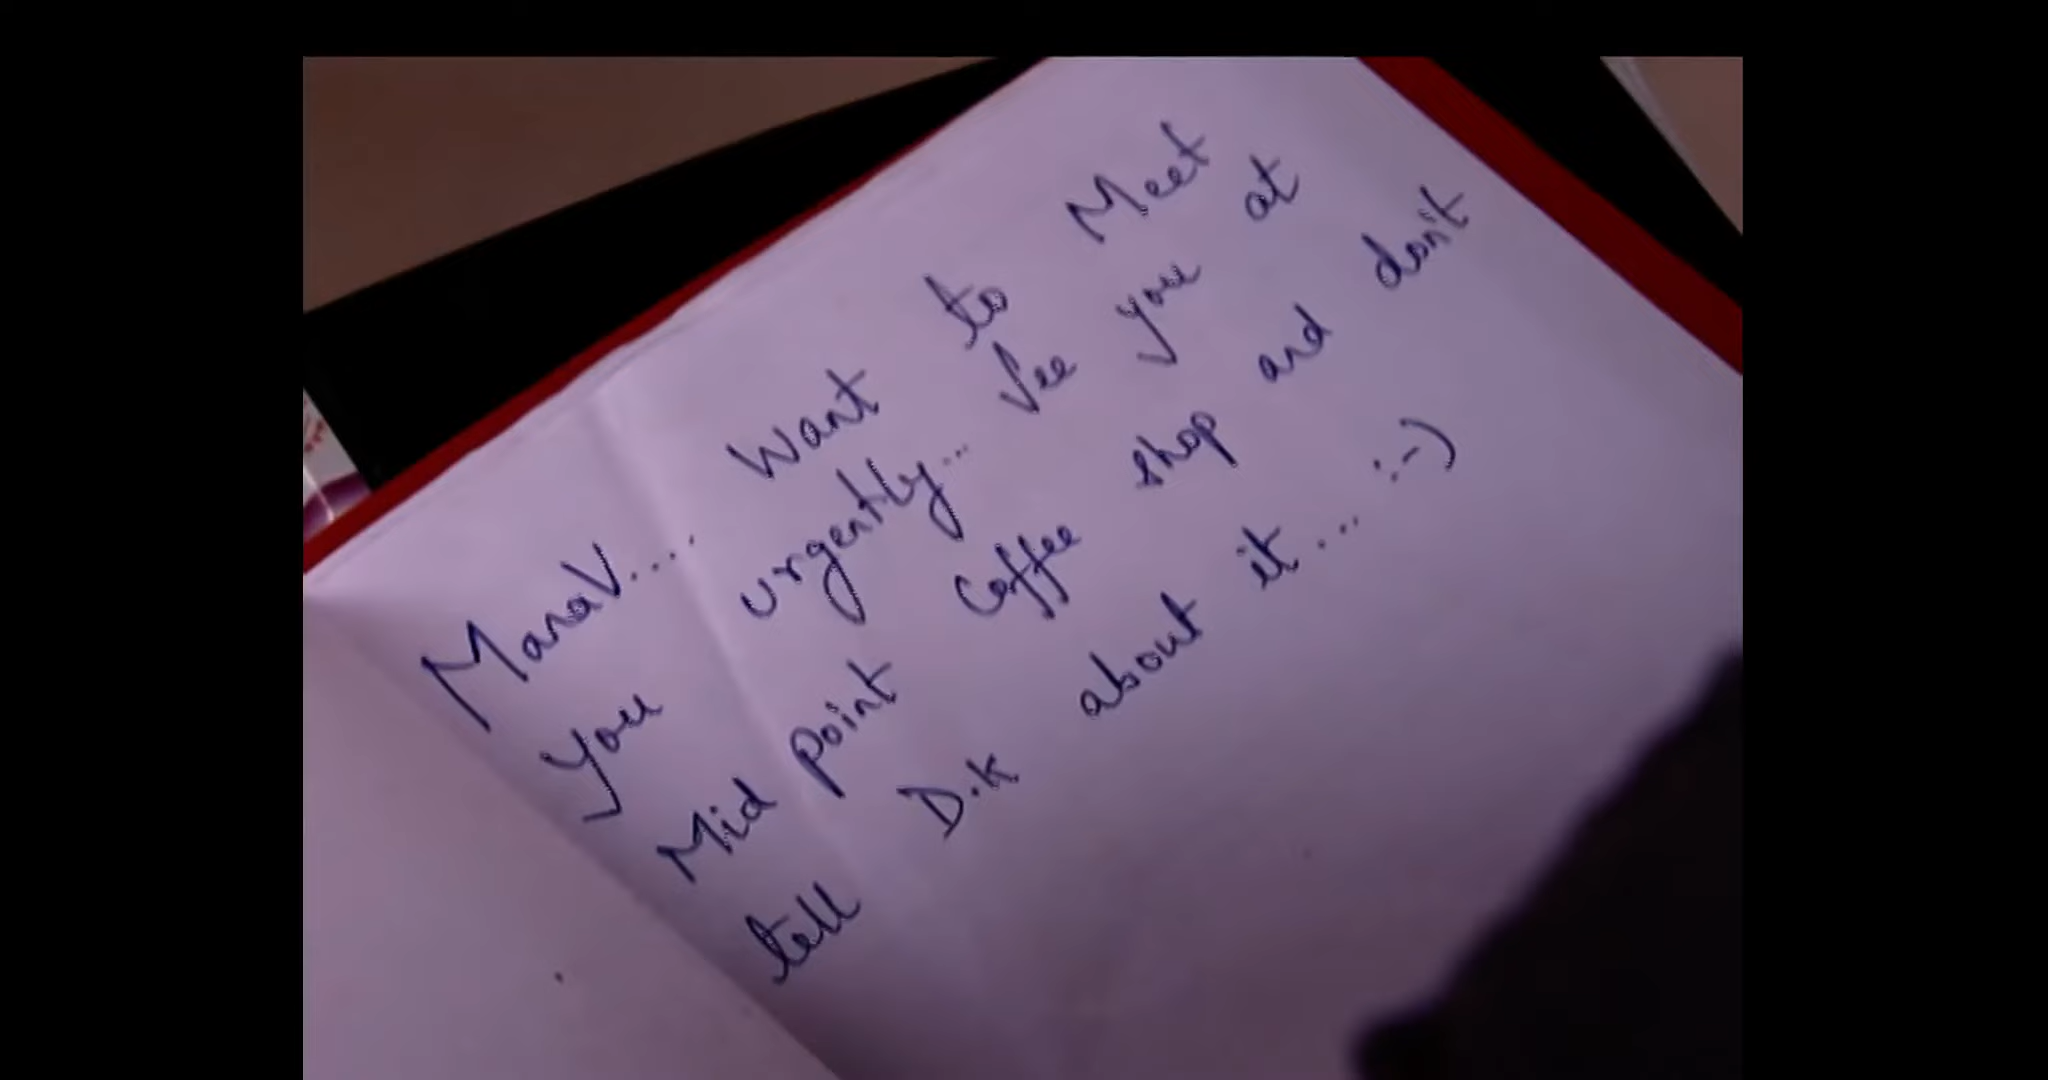 ManaV.... Want to Meet
you urgently... See you at
Mid point Coffee shop and don't
tell D.K about it.... :-)